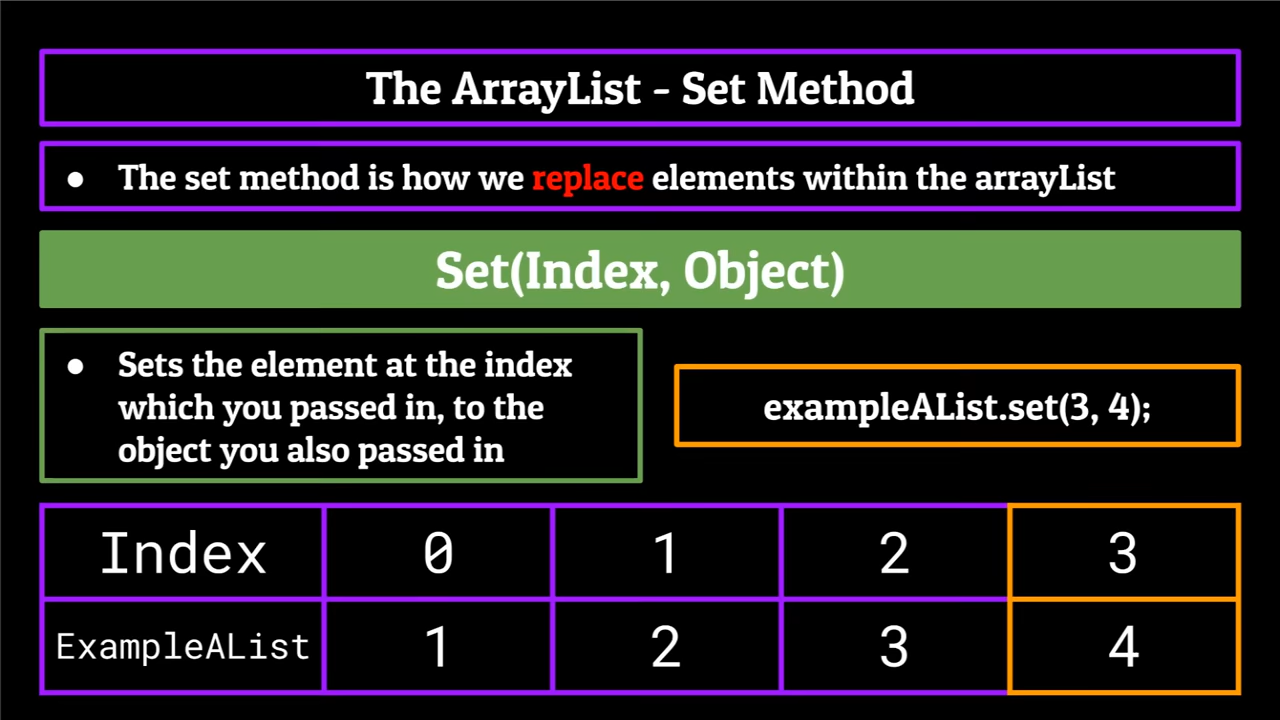 The ArrayList - Set Method
● The set method is how we replace elements within the arrayList
Set(Index, Object)
● Sets the element at the index
which you passed in, to the
object you also passed in
exampleAList.set(3, 4);
Index 0 1 2 3
ExampleAList 1 2 3 4